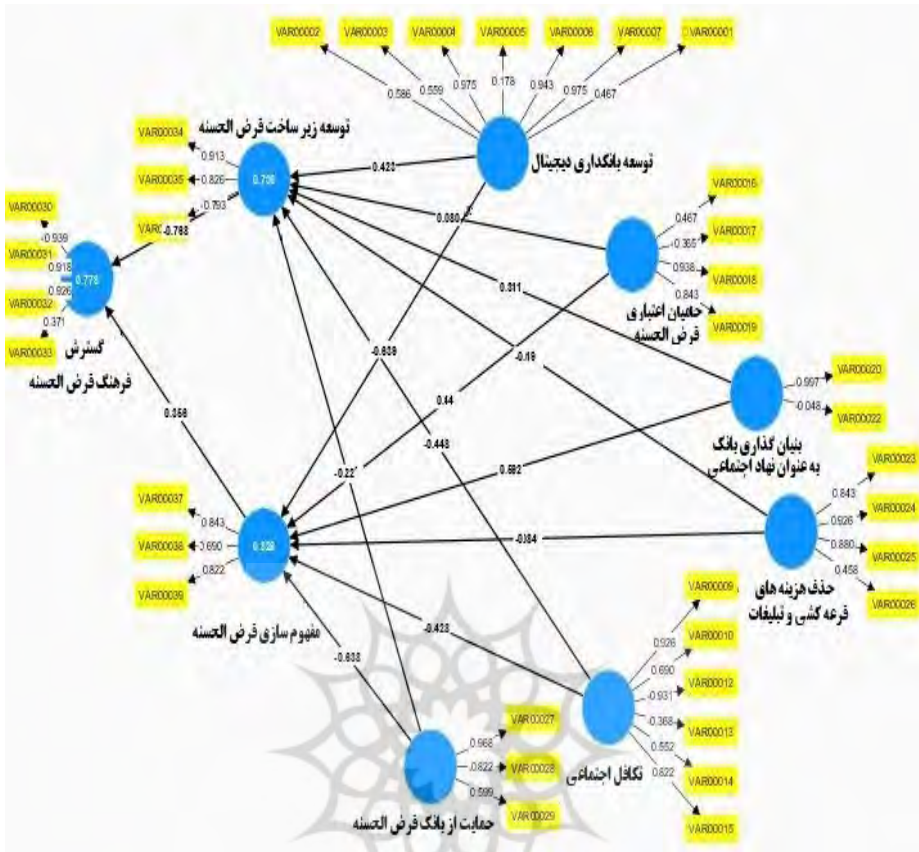 VAR00002
VAR00003
VAR00004
VAR00005
VAR00006
VAR00007
VAR00001
0.586
0.559
0.975
0.178
0.943
0.975
0.467
توسعه بانکداری دیجیتال
توسعه زیر ساخت قرض الحسنه
VAR00034
VAR00035
0.913
0.826
-0.793
-0.768
0.423
0.080
VAR00030
VAR00031
VAR00032
VAR00033
-0.939
0.918
0.926
0.371
0.778
گسترش
فرهنگ قرض الحسنه
VAR00016
VAR00017
VAR00018
VAR00019
0.467
-0.365
0.938
0.843
حامیان اعتباری
قرض الحسنه
0.311
-0.19
-0.639
0.44
-0.448
0.356
-0.22
0.592
VAR00020
VAR00022
0.997
-0.048
بنیان گذاری بانک
به عنوان نهاد اجتماعی
VAR00023
VAR00024
VAR00025
VAR00026
0.843
0.926
0.880
0.458
حذف هزینه های
قرعه کشی و تبلیغات
VAR00037
VAR00038
VAR00039
0.843
0.690
0.822
مفهوم سازی قرض الحسنه
-0.423
-0.638
VAR00009
VAR00010
VAR00012
VAR00013
VAR00014
VAR00015
0.926
0.690
-0.931
-0.368
0.552
0.822
تکافل اجتماعی
VAR00027
VAR00028
VAR00029
0.968
0.822
0.599
حمایت از بانک قرض الحسنه